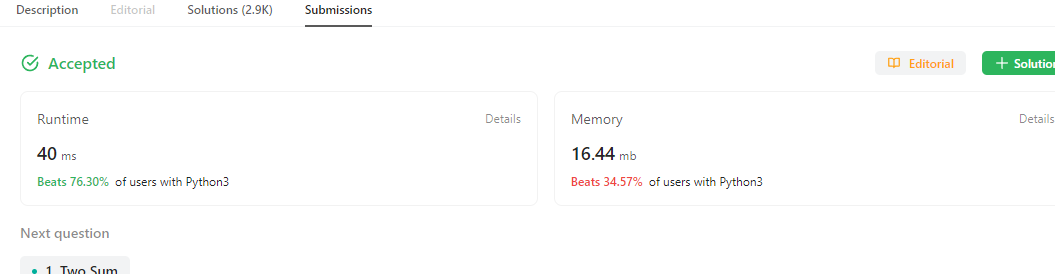 Description Editorial Solutions (2.9K) Submissions
Accepted Editorial Solution
Runtime Details Memory Details
40 ms 16.44 mb
Beats 76.30% of users with Python3 Beats 34.57% of users with Python3
Next question
1. Two Sum